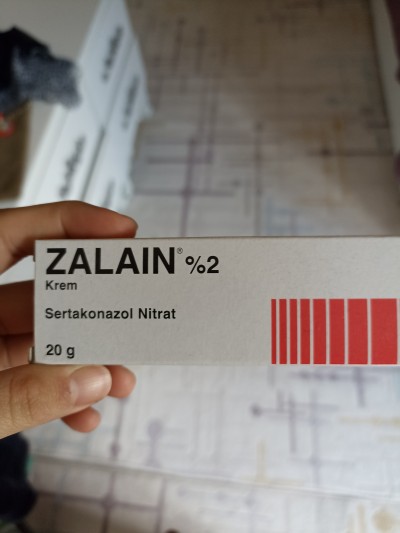 ZALAIN® %2
Krem
Sertakonazol Nitrat
20 g